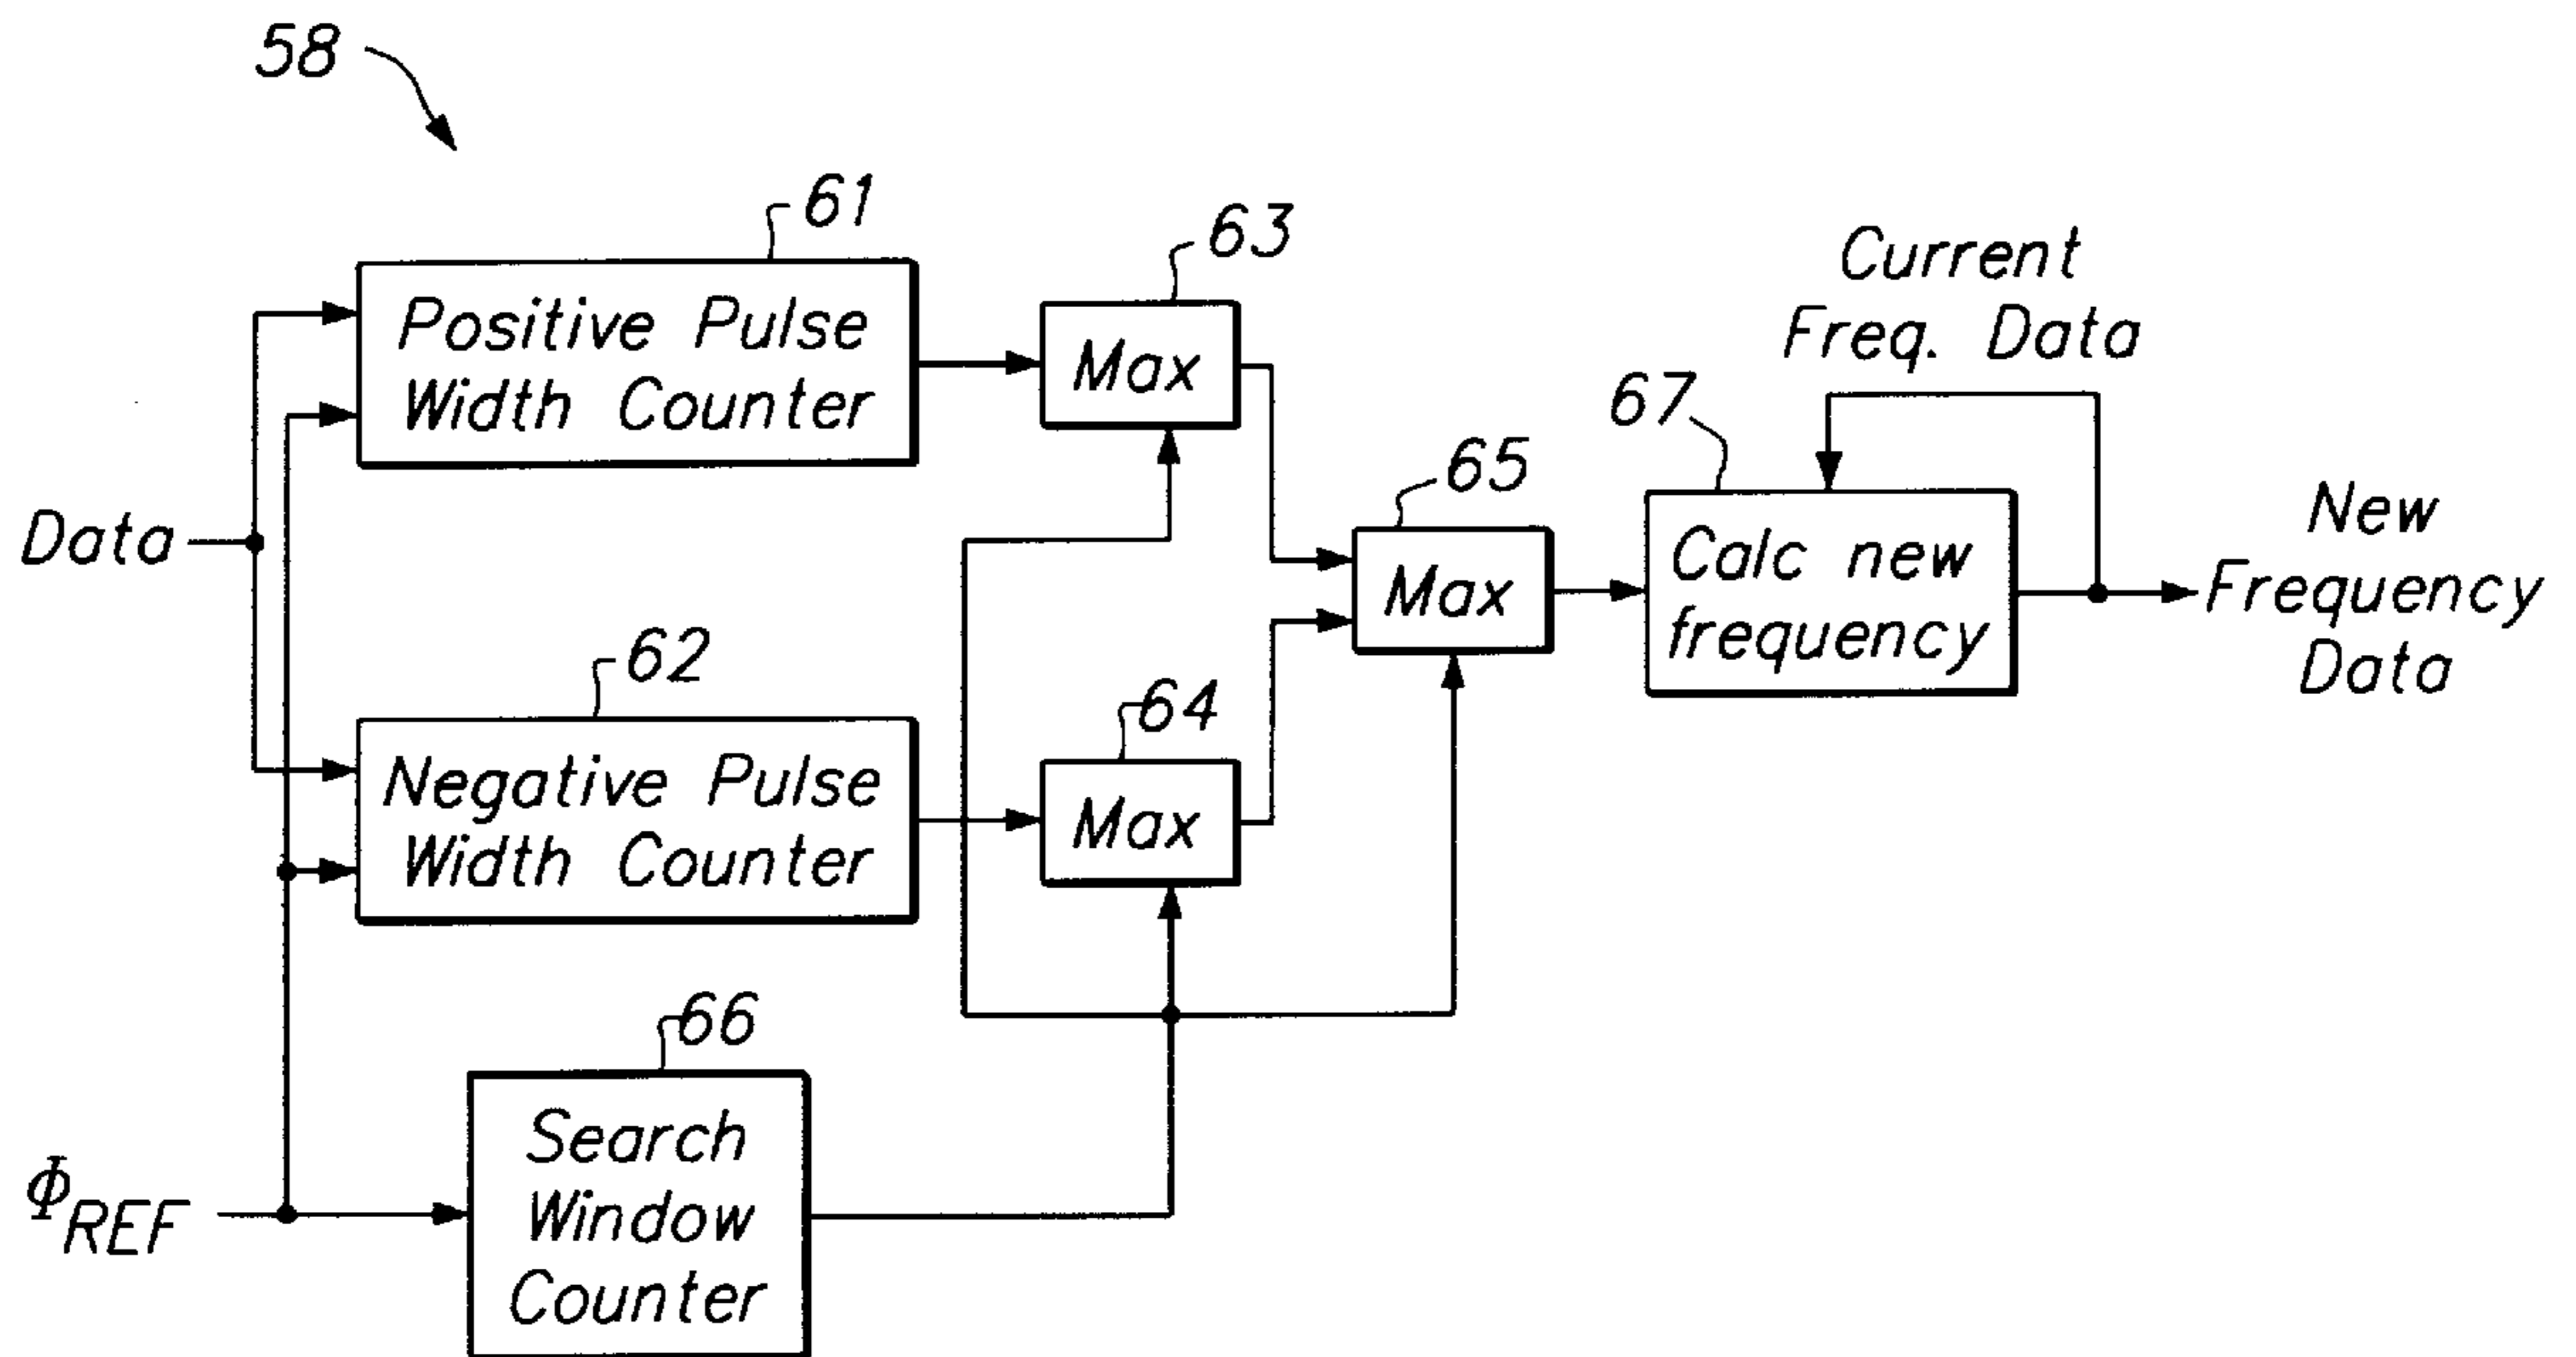 58
61
Positive Pulse
Width Counter
63
Max
Current
Freq. Data
67
65
Max
Calc new
frequency
New
Frequency
Data
Data
62
Negative Pulse
Width Counter
64
Max
66
Search
Window
Counter
Φ_REF